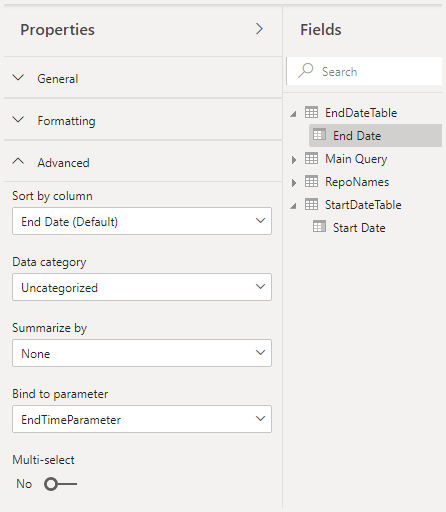 Properties
General
Formatting
Advanced
Sort by column
End Date (Default)
Data category
Uncategorized
Summarize by
None
Bind to parameter
EndTimeParameter
Multi-select
No
Fields
Search
EndDateTable
End Date
Main Query
RepoNames
StartDateTable
Start Date